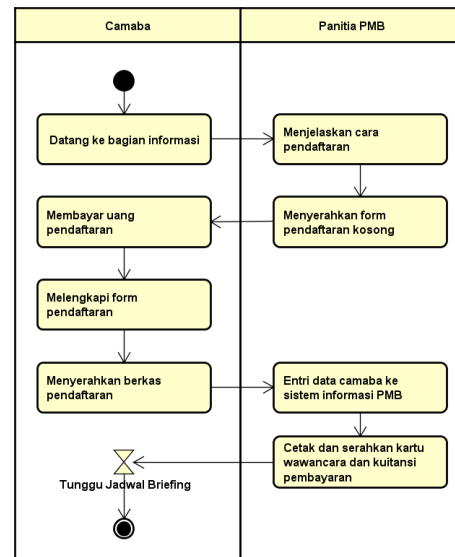 Camaba
Panitia PMB
Datang ke bagian informasi
Menjelaskan cara
pendaftaran
Menyerahkan form
pendaftaran kosong
Membayar uang
pendaftaran
Melengkapi form
pendaftaran
Menyerahkan berkas
pendaftaran
Entri data camaba ke
sistem informasi PMB
Cetak dan serahkan kartu
wawancara dan kuitansi
pembayaran
Tunggu Jadwal Briefing